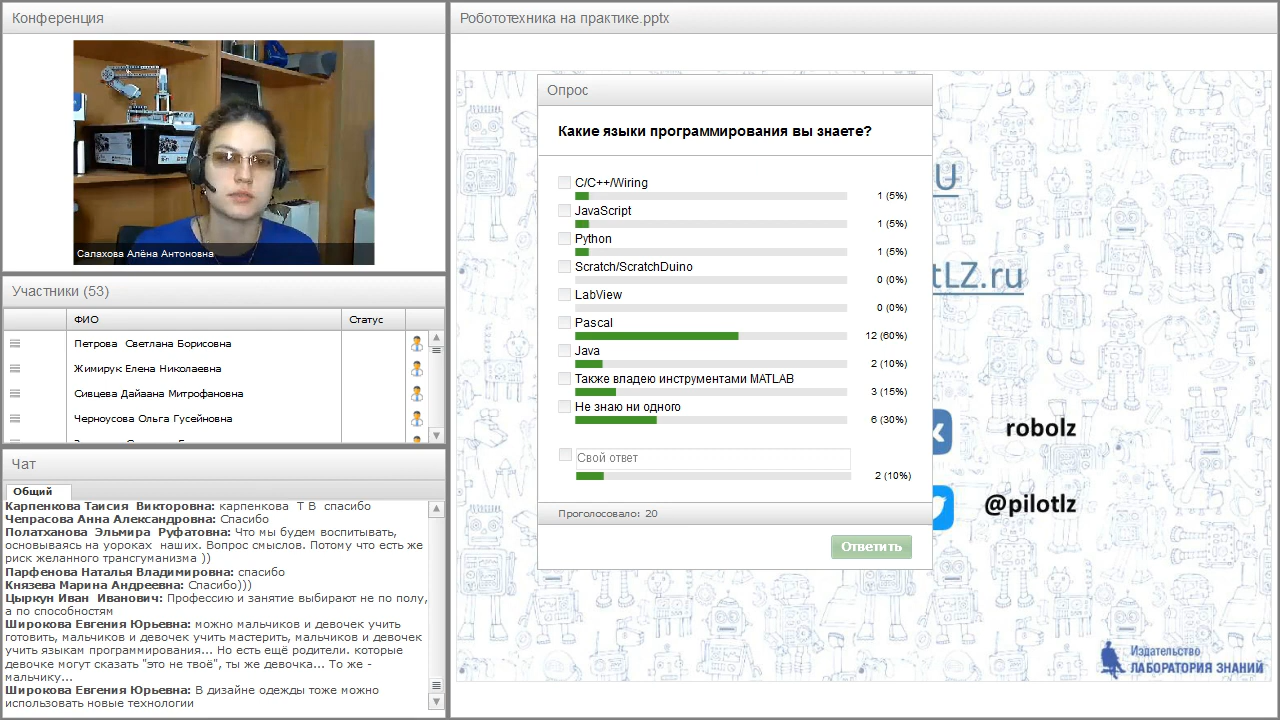 Конференция
Салахова Алёна Антоновна
Участники (53)
ФИО
Статус
Петрова Светлана Борисовна
Жимирук Елена Николаевна
Сивцева Дайаана Митрофановна
Черноусова Ольга Гусейновна
Чат
Общий
Карпенкова Таисия Викторовна: карпенкова Т В спасибо
Чепрасова Анна Александровна: Спасибо
Полатханова Эльмира Руфатовна: Что мы будем воспитывать,
основываясь на уороках наших. Вопрос смыслов. Потому что есть же
риск желанного трансгуманизма ))
Парфенова Наталья Владимировна: спасибо
Князева Марина Андреевна: Спасибо)))
Цыркун Иван Иванович: Профессию и занятие выбирают не по полу,
а по способностям
Широкова Евгения Юрьевна: можно мальчиков и девочек учить
готовить, мальчиков и девочек учить мастерить, мальчиков и девочек
учить языкам программирования... Но есть ещё родители. которые
девочке могут сказать "это не твоё", ты же девочка... То же -
мальчику...
Широкова Евгения Юрьевна: В дизайне одежды тоже можно
использовать новые технологии
Робототехника на практике.pptx
Опрос
Какие языки программирования вы знаете?
C/C++/Wiring
1 (5%)
JavaScript
1 (5%)
Python
1 (5%)
Scratch/ScratchDuino
0 (0%)
LabView
0 (0%)
Pascal
12 (60%)
Java
2 (10%)
Также владею инструментами MATLAB
3 (15%)
Не знаю ни одного
6 (30%)
Свой ответ
2 (10%)
Проголосовало: 20
Ответить
tLZ.ru
robolz
@pilotlz
Издательство
ЛАБОРАТОРИЯ ЗНАНИЙ